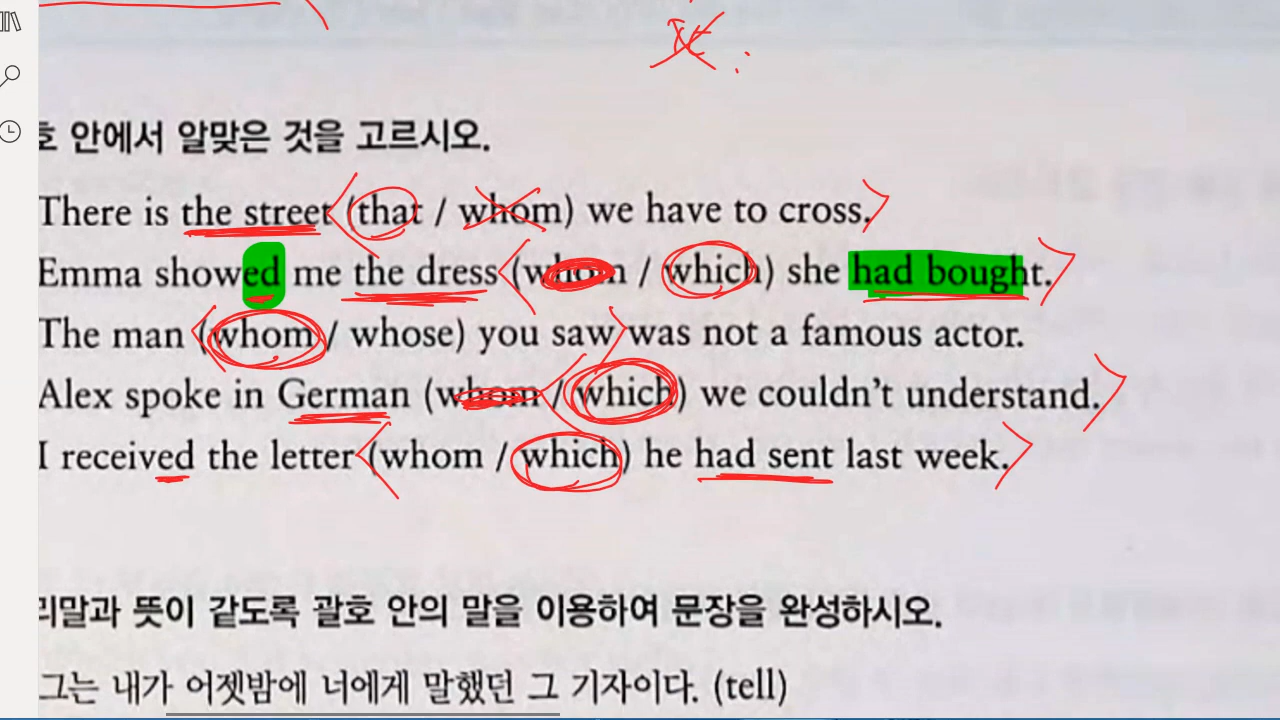 호 안에서 알맞은 것을 고르시오.
There is the street (that / whom) we have to cross.
Emma showed me the dress (whom / which) she had bought.
The man (whom / whose) you saw was not a famous actor.
Alex spoke in German (whom / which) we couldn't understand.
I received the letter (whom / which) he had sent last week.
리말과 뜻이 같도록 괄호 안의 말을 이용하여 문장을 완성하시오.
그는 내가 어젯밤에 너에게 말했던 그 기자이다. (tell)